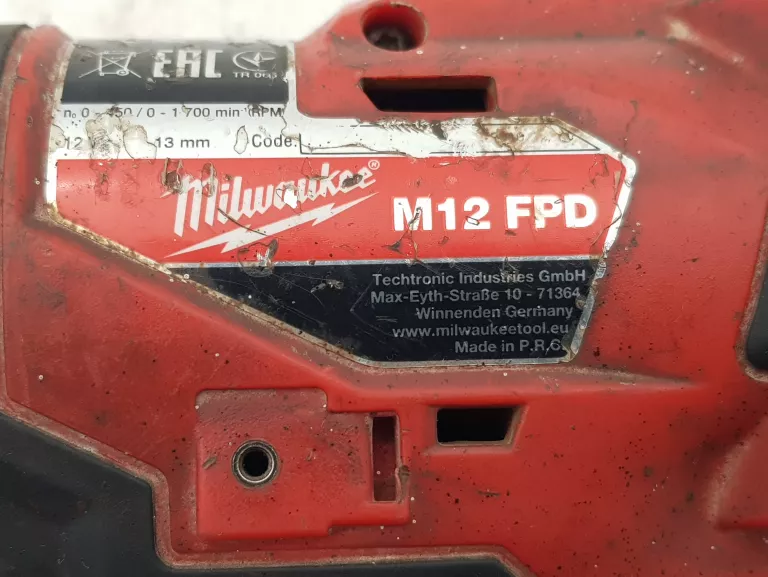 EAC
TR 066
n₀ 0 - 450 / 0 - 1 700 min⁻¹ (RPM)
12 13 mm Code.
Milwaukee®
M12 FPD
Techtronic Industries GmbH
Max-Eyth-Straße 10 - 71364
Winnenden Germany
www.milwaukeetool.eu
Made in P.R.C.